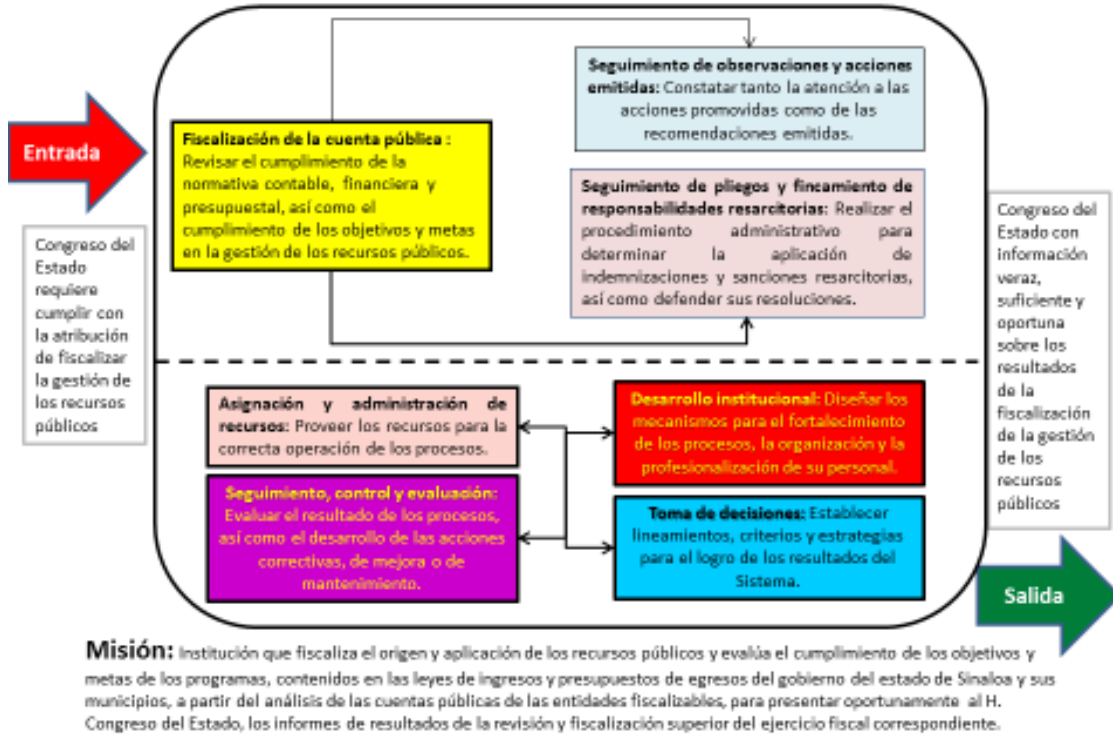 Entrada
Congreso del
Estado
requiere
cumplir con
la atribución
de fiscalizar
la gestión de
los recursos
públicos
Fiscalización de la cuenta pública :
Revisar el cumplimiento de la
normativa contable, financiera y
presupuestal, así como el
cumplimiento de los objetivos y metas
en la gestión de los recursos públicos.
Seguimiento de observaciones y acciones
emitidas: Constatar tanto la atención a las
acciones promovidas como de las
recomendaciones emitidas.
Seguimiento de pliegos y fincamiento de
responsabilidades resarcitorias: Realizar el
procedimiento administrativo para
determinar la aplicación de
indemnizaciones y sanciones resarcitorias,
así como defender sus resoluciones.
Asignación y administración de
recursos: Proveer los recursos para la
correcta operación de los procesos.
Desarrollo institucional: Diseñar los
mecanismos para el fortalecimiento
de los procesos, la organización y la
profesionalización de su personal.
Seguimiento, control y evaluación:
Evaluar el resultado de los procesos,
así como el desarrollo de las acciones
correctivas, de mejora o de
mantenimiento.
Toma de decisiones: Establecer
lineamientos, criterios y estrategias
para el logro de los resultados del
Sistema.
Congreso del
Estado con
información
veraz,
suficiente y
oportuna
sobre los
resultados
de la
fiscalización
de la gestión
de los
recursos
públicos
Salida
Misión: Institución que fiscaliza el origen y aplicación de los recursos públicos y evalúa el cumplimiento de los objetivos y
metas de los programas, contenidos en las leyes de ingresos y presupuestos de egresos del gobierno del estado de Sinaloa y sus
municipios, a partir del análisis de las cuentas públicas de las entidades fiscalizables, para presentar oportunamente al H.
Congreso del Estado, los informes de resultados de la revisión y fiscalización superior del ejercicio fiscal correspondiente.